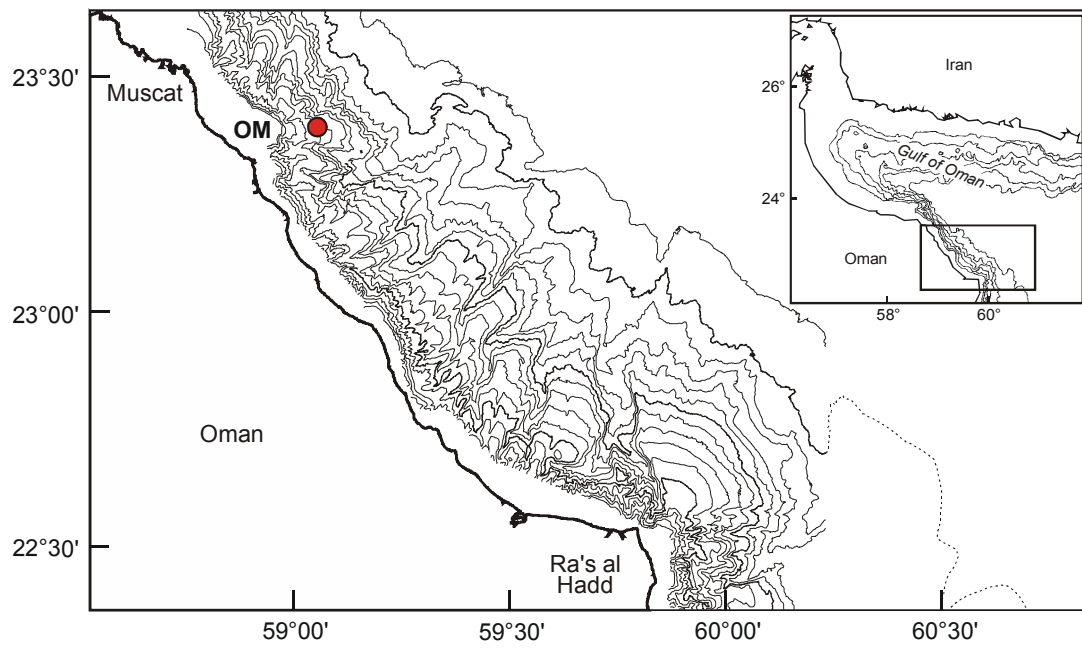 23°30'
Muscat
OM
23°00'
Oman
22°30'
Ra's al
Hadd
59°00'
59°30'
60°00'
60°30'
Iran
26°
Gulf of Oman
24°
Oman
58°
60°